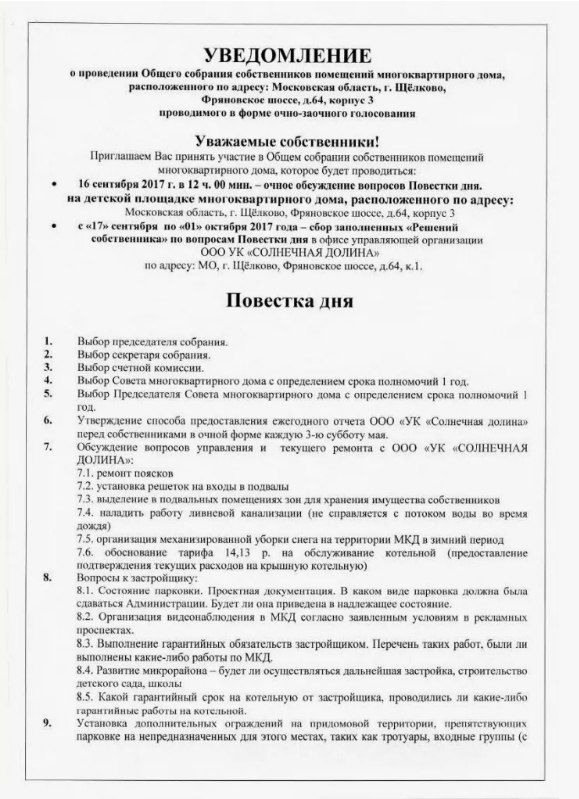 УВЕДОМЛЕНИЕ
о проведении Общего собрания собственников помещений многоквартирного дома,
расположенного по адресу: Московская область, г. Щёлково,
Фряновское шоссе, д.64, корпус 3
проводимого в форме очно-заочного голосования
Уважаемые собственники!
Приглашаем Вас принять участие в Общем собрании собственников помещений
многоквартирного дома, которое будет проводиться:
• 16 сентября 2017 г. в 12 ч. 00 мин. – очное обсуждение вопросов Повестки дня.
на детской площадке многоквартирного дома, расположенного по адресу:
Московская область, г. Щёлково, Фряновское шоссе, д.64, корпус 3
• с «17» сентября по «01» октября 2017 года – сбор заполненных «Решений
собственника» по вопросам Повестки дня в офисе управляющей организации
ООО УК «СОЛНЕЧНАЯ ДОЛИНА»
по адресу: МО, г. Щёлково, Фряновское шоссе, д.64, к.1.
Повестка дня
1. Выбор председателя собрания.
2. Выбор секретаря собрания.
3. Выбор счетной комиссии.
4. Выбор Совета многоквартирного дома с определением срока полномочий 1 год.
5. Выбор Председателя Совета многоквартирного дома с определением срока полномочий 1
год.
6. Утверждение способа предоставления ежегодного отчета ООО «УК «Солнечная долина»
перед собственниками в очной форме каждую 3-ю субботу мая.
7. Обсуждение вопросов управления и текущего ремонта с ООО «УК «СОЛНЕЧНАЯ
ДОЛИНА»:
7.1. ремонт поясков
7.2. установка решеток на входы в подвалы
7.3. выделение в подвальных помещениях зон для хранения имущества собственников
7.4. наладить работу ливневой канализации (не справляется с потоком воды во время
дождя)
7.5. организация механизированной уборки снега на территории МКД в зимний период
7.6. обоснование тарифа 14,13 р. на обслуживание котельной (предоставление
подтверждения текущих расходов на крышную котельную)
8. Вопросы к застройщику:
8.1. Состояние парковки. Проектная документация. В каком виде парковка должна была
сдаваться Администрации. Будет ли она приведена в надлежащее состояние.
8.2. Организация видеонаблюдения в МКД согласно заявленным условиям в рекламных
проспектах.
8.3. Выполнение гарантийных обязательств застройщиком. Перечень таких работ, были ли
выполнены какие-либо работы по МКД.
8.4. Развитие микрорайона – будет ли осуществляться дальнейшая застройка, строительство
детского сада, школы
8.5. Какой гарантийный срок на котельную от застройщика, проводились ли какие-либо
гарантийные работы на котельной.
9. Установка дополнительных ограждений на придомовой территории, препятствующих
парковке на непредназначенных для этого местах, таких как тротуары, входные группы (с